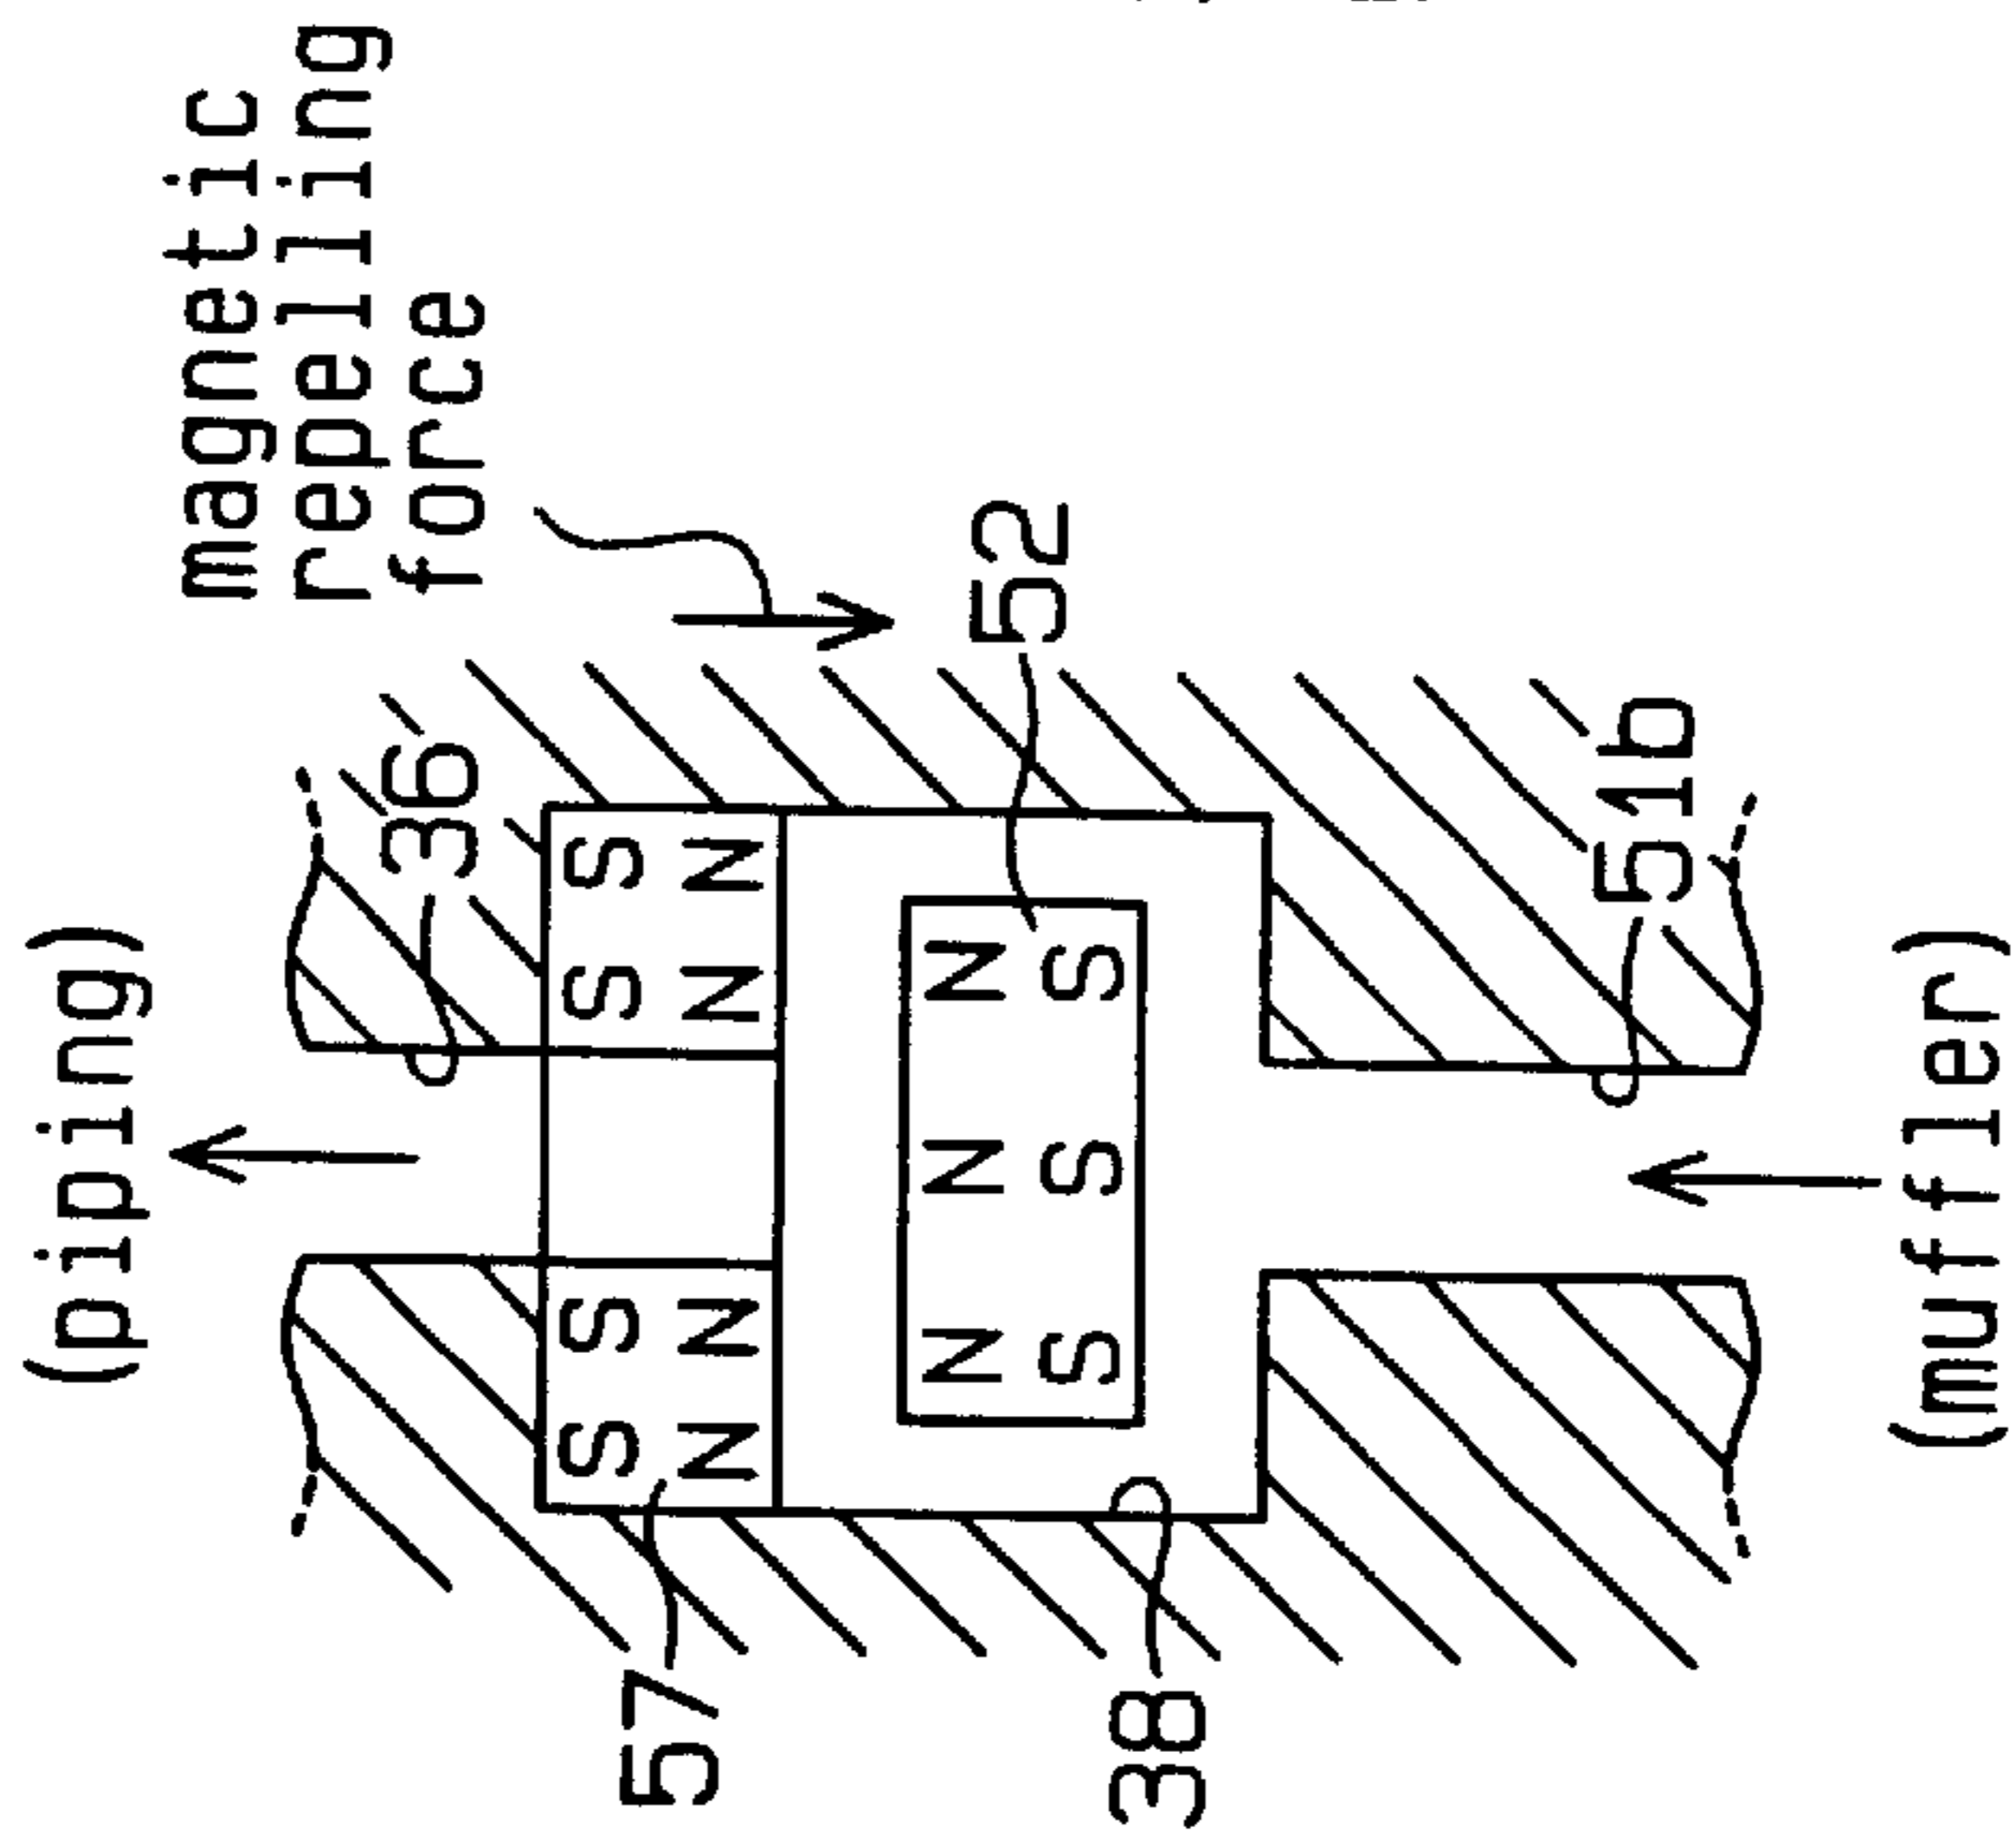 (piping)
magnetic
repelling
force
36
S S S S
57
N N N N
N N N
52
S S S
38
51b
(muffler)